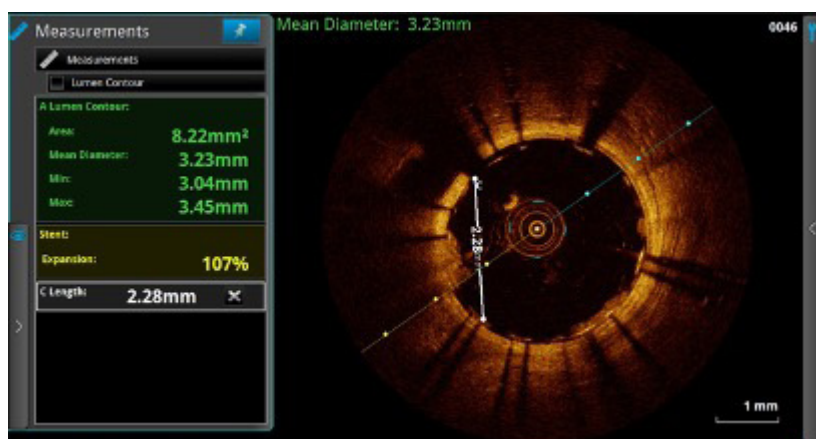 Measurements
Measurements
Lumen Contour
A Lumen Contour:
Area: 8.22mm²
Mean Diameter: 3.23mm
Min: 3.04mm
Max: 3.45mm
Stent:
Expansion: 107%
C Length: 2.28mm
Mean Diameter: 3.23mm
0046
2.28mm
1 mm